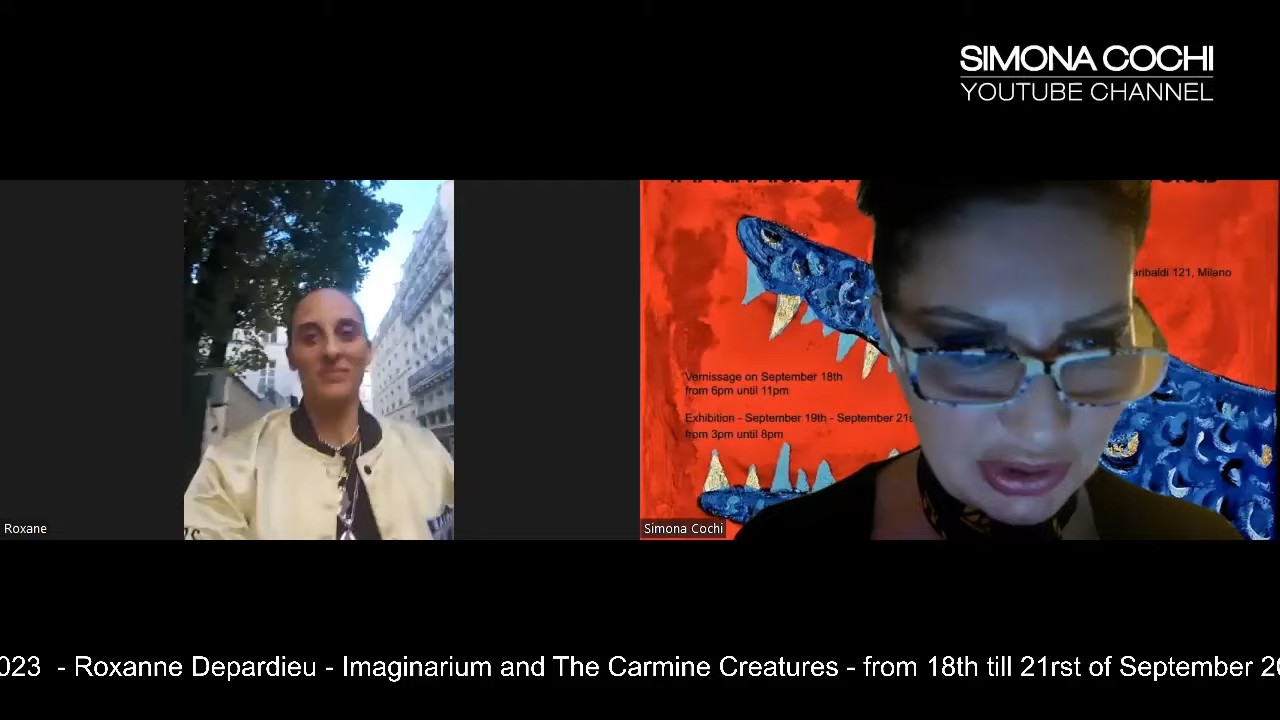 SIMONA COCHI
YOUTUBE CHANNEL
aribaldi 121, Milano
Vernissage on September 18th
from 6pm until 11pm
Exhibition - September 19th - September 21s
from 3pm until 8pm
Roxane
Simona Cochi
023 - Roxanne Depardieu - Imaginarium and The Carmine Creatures - from 18th till 21rst of September 20